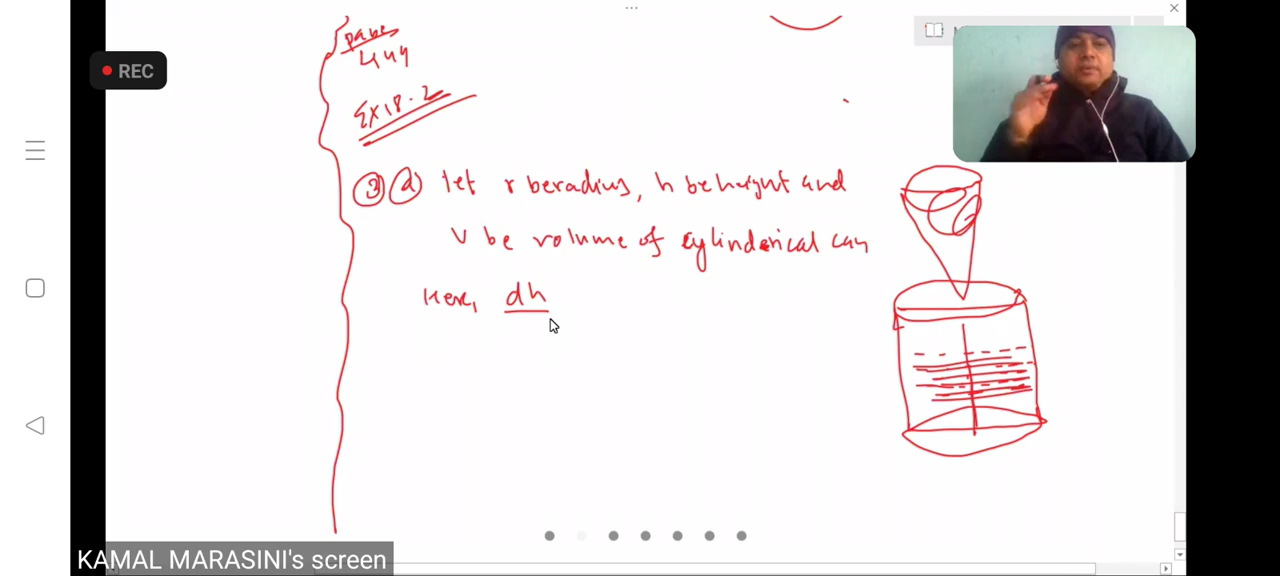 REC
page
444
EX 18.2
③ (a) let r be radius, h be height and
V be volume of cylinderical can
Here, dh
KAMAL MARASINI's screen